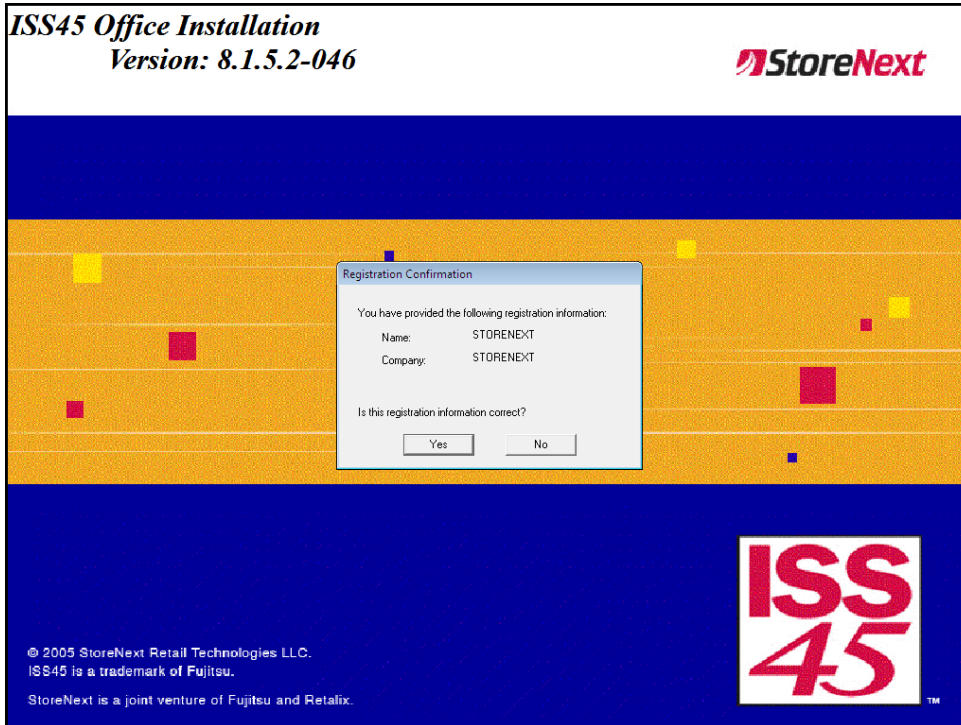 ISS45 Office Installation
Version: 8.1.5.2-046
StoreNext
Registration Confirmation
You have provided the following registration information:
Name: STORENEXT
Company: STORENEXT
Is this registration information correct?
Yes No
ISS
45
TM
© 2005 StoreNext Retail Technologies LLC.
ISS45 is a trademark of Fujitsu.
StoreNext is a joint venture of Fujitsu and Retalix.